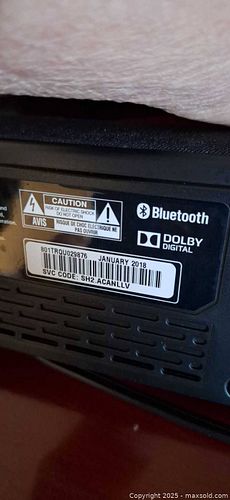 CAUTION
RISK OF ELECTRIC SHOCK
DO NOT OPEN
AVIS
RISQUE DE CHOC ELECTRIQUE NE
PAS OUVRIR
Bluetooth
DOLBY
DIGITAL
801TRQU029876 JANUARY 2018
SVC CODE: SH2 ACANLLV
Copyright © 2025 - maxsold.com